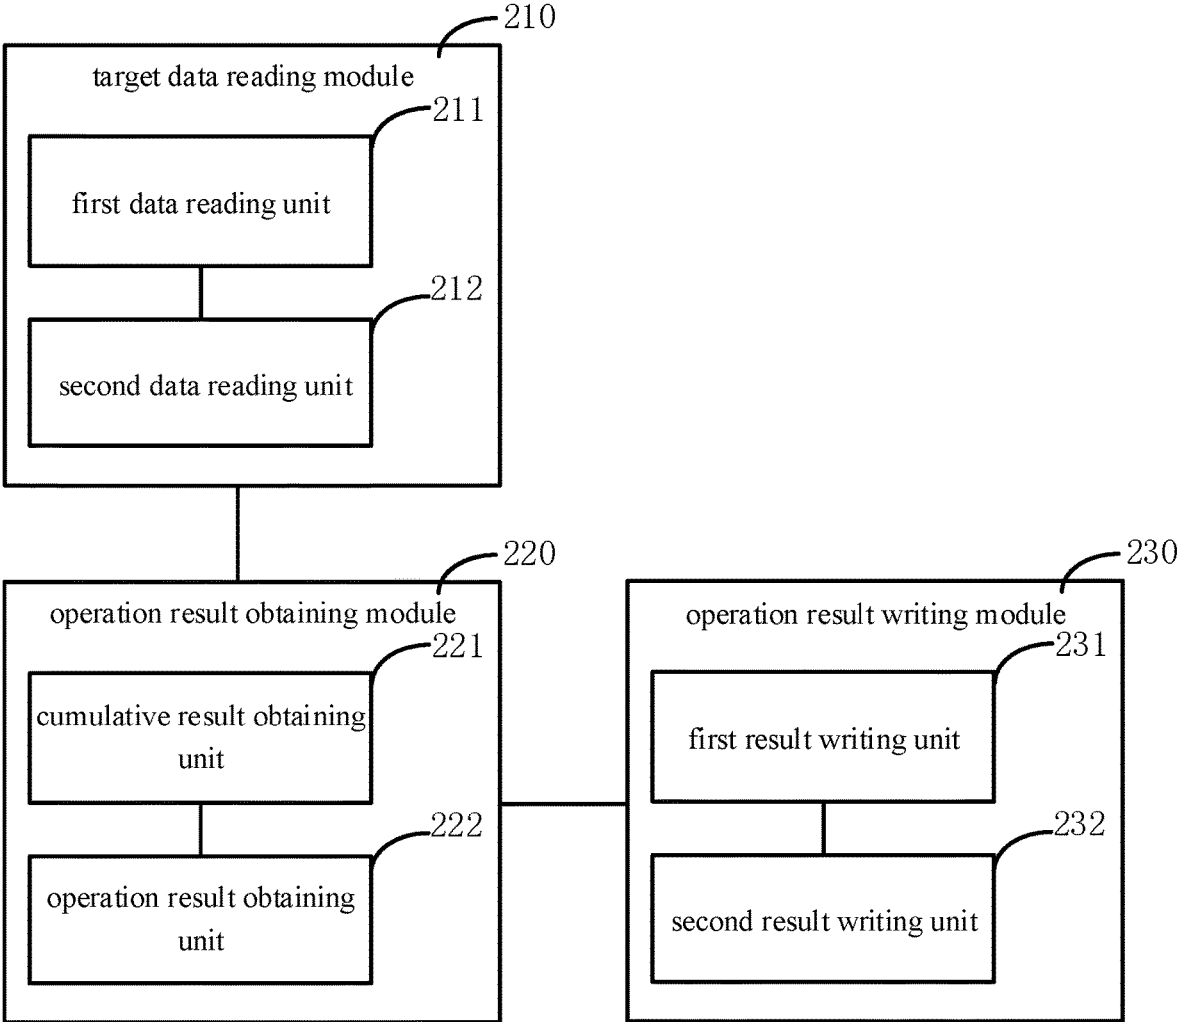 210
target data reading module
211
first data reading unit
212
second data reading unit
220
operation result obtaining module
221
cumulative result obtaining
unit
222
operation result obtaining
unit
230
operation result writing module
231
first result writing unit
232
second result writing unit